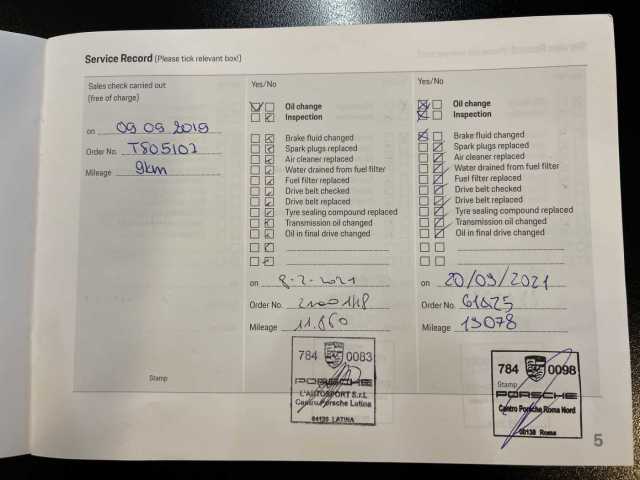 Service Record (Please tick relevant box!)
Sales check carried out
(free of charge)
on 09 09 2019
Order No. T805102
Mileage 9km
Stamp
Yes/No
Oil change
Inspection
Brake fluid changed
Spark plugs replaced
Air cleaner replaced
Water drained from fuel filter
Fuel filter replaced
Drive belt checked
Drive belt replaced
Tyre sealing compound replaced
Transmission oil changed
Oil in final drive changed
on 8-2-2021
Order No.
Mileage 11.860
784 0083
PORSCHE
L'AUTOSPORT S.r.L
Centro Porsche Latina
04100 LATINA
Yes/No
Oil change
Inspection
Brake fluid changed
Spark plugs replaced
Air cleaner replaced
Water drained from fuel filter
Fuel filter replaced
Drive belt checked
Drive belt replaced
Tyre sealing compound replaced
Transmission oil changed
Oil in final drive changed
on 20/09/2021
Order No. 61025
Mileage 19078
784 0098
Stamp
PORSCHE
Centro Porsche Roma Nord
00138 Roma
5